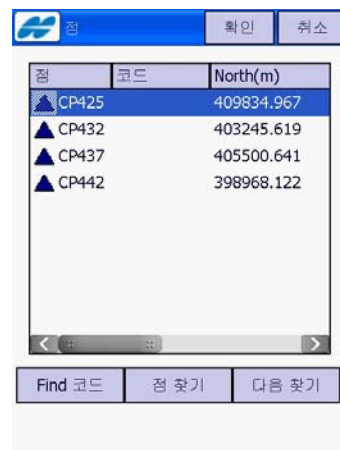 점 확인 취소
점 코드 North(m)
CP425 409834.967
CP432 403245.619
CP437 405500.641
CP442 398968.122
Find 코드 점 찾기 다음 찾기